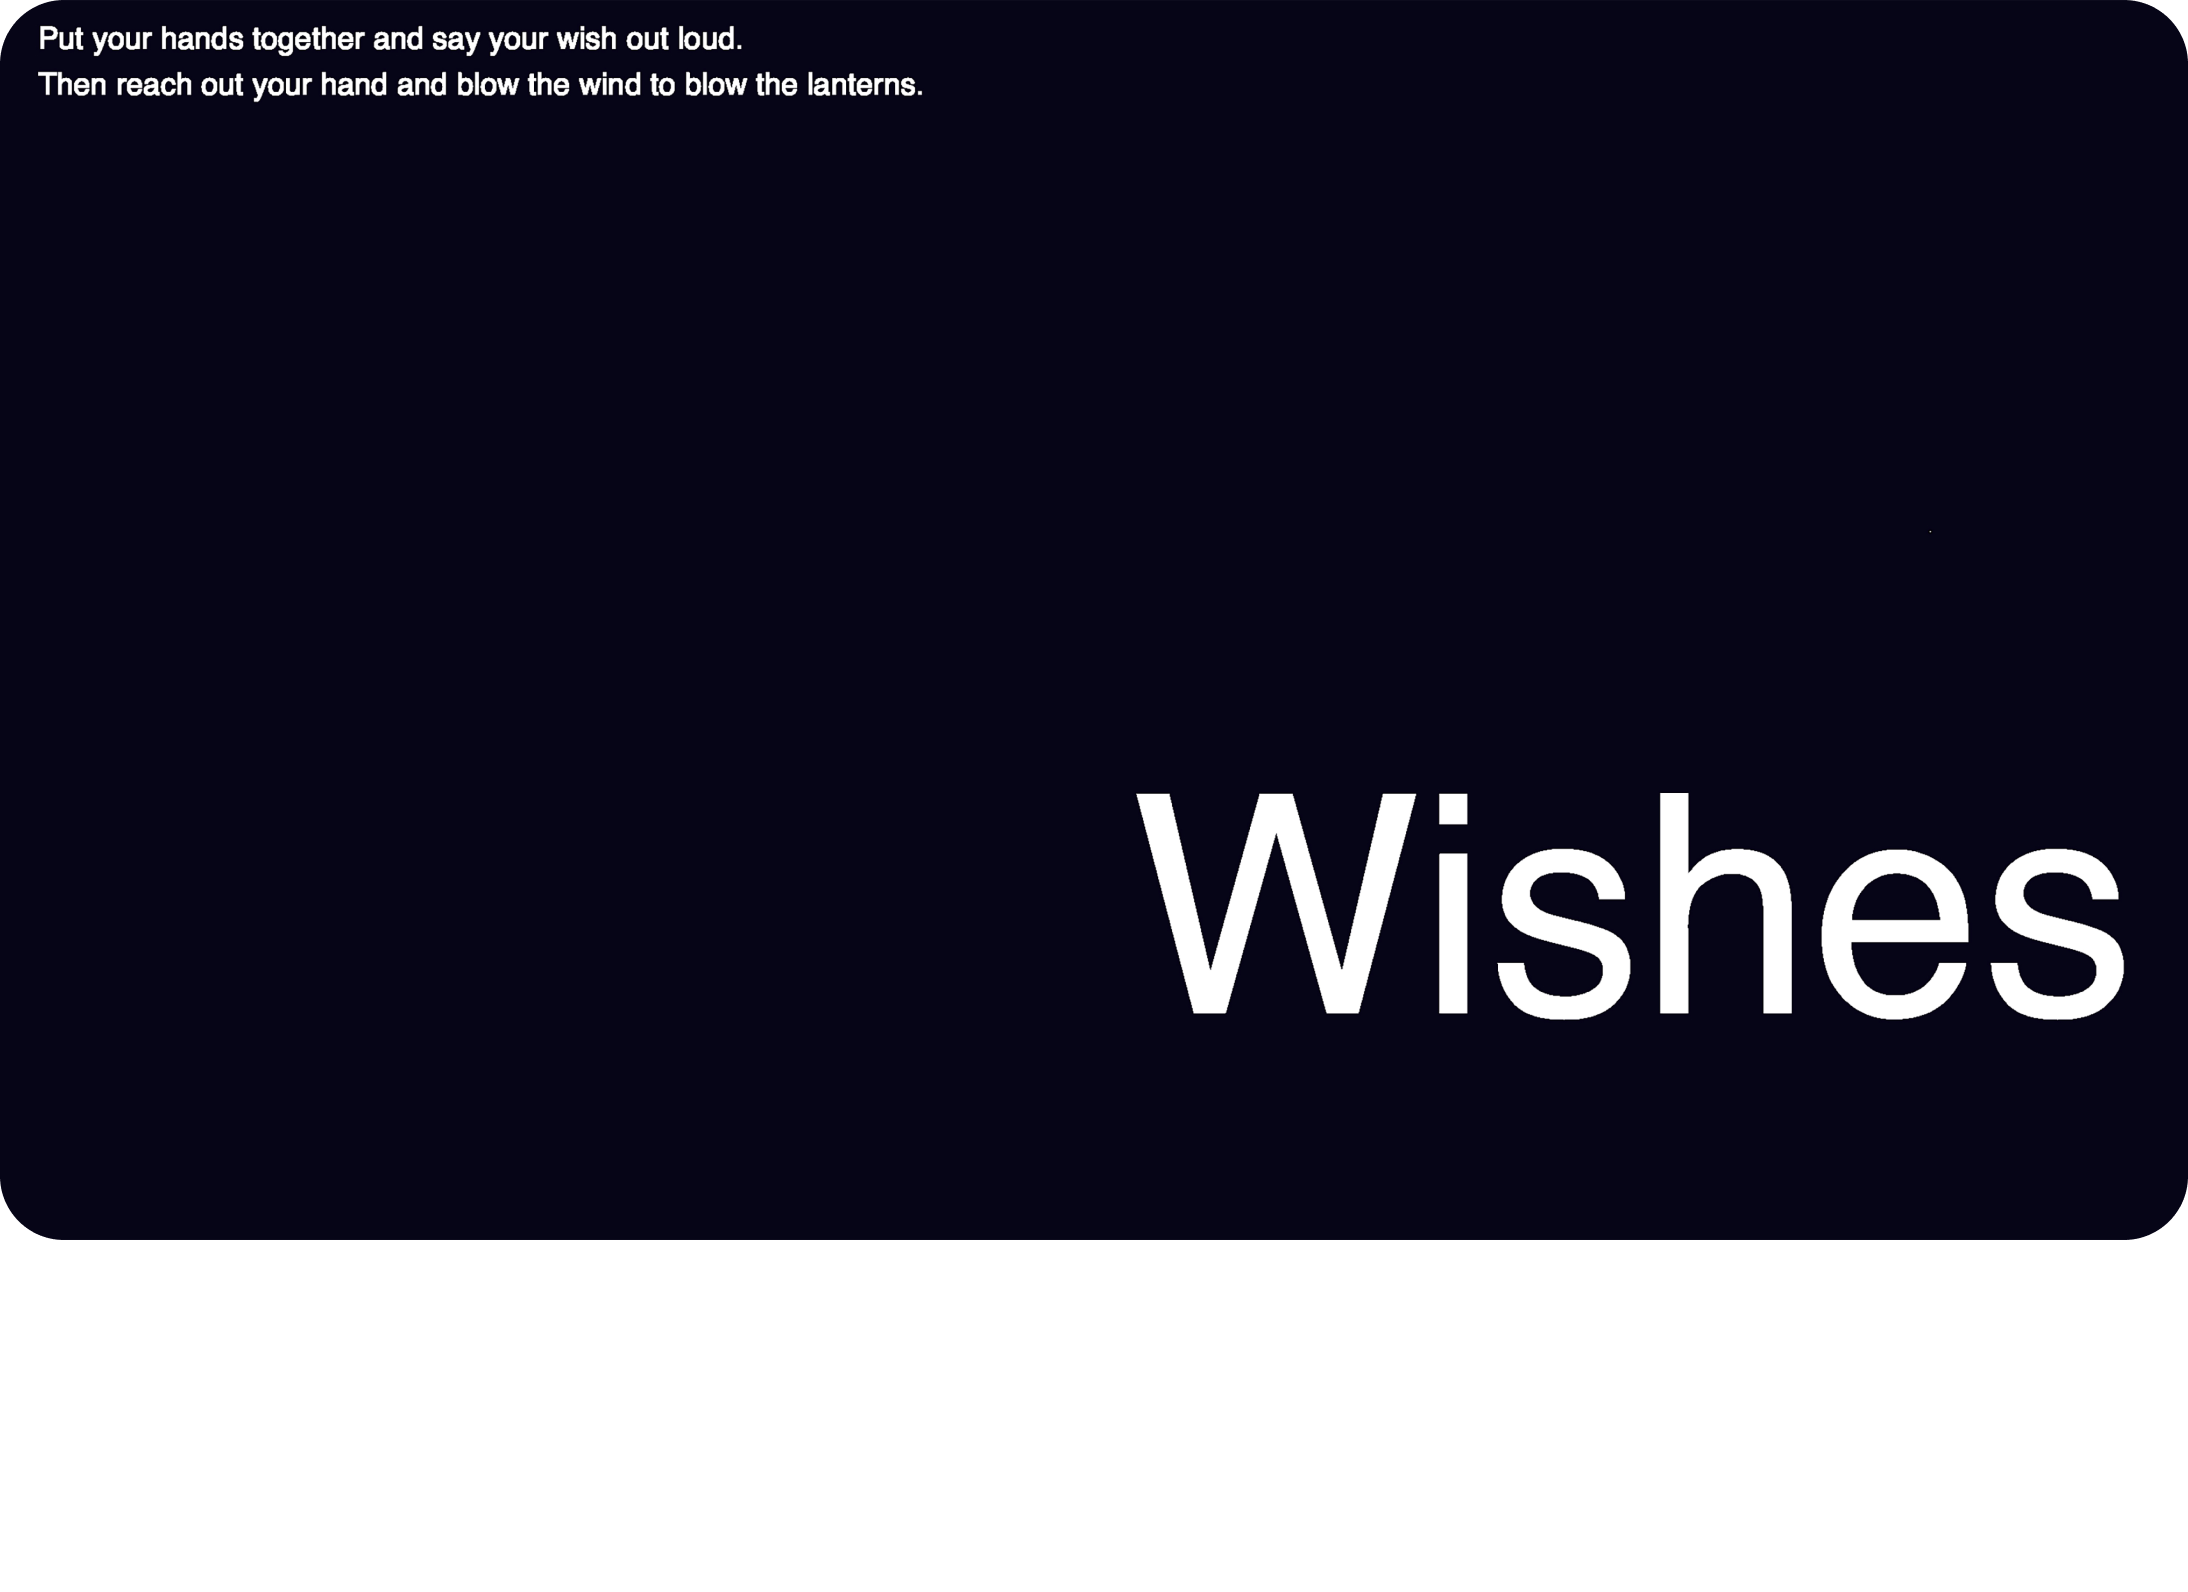 Put your hands together and say your wish out loud.
Then reach out your hand and blow the wind to blow the lanterns.
Wishes